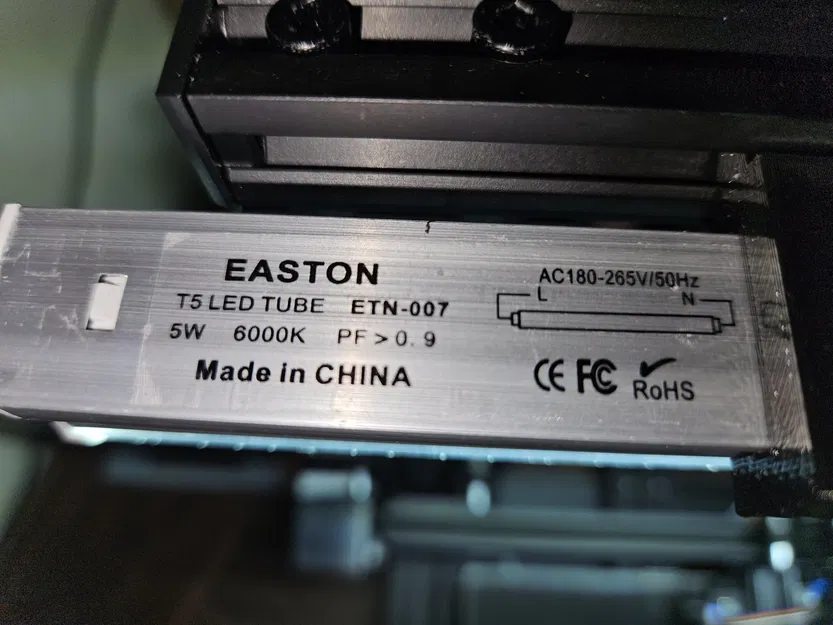 EASTON
T5 LED TUBE ETN-007
5W 6000K PF>0.9
Made in CHINA
AC180-265V/50Hz
L N
CE FC RoHS